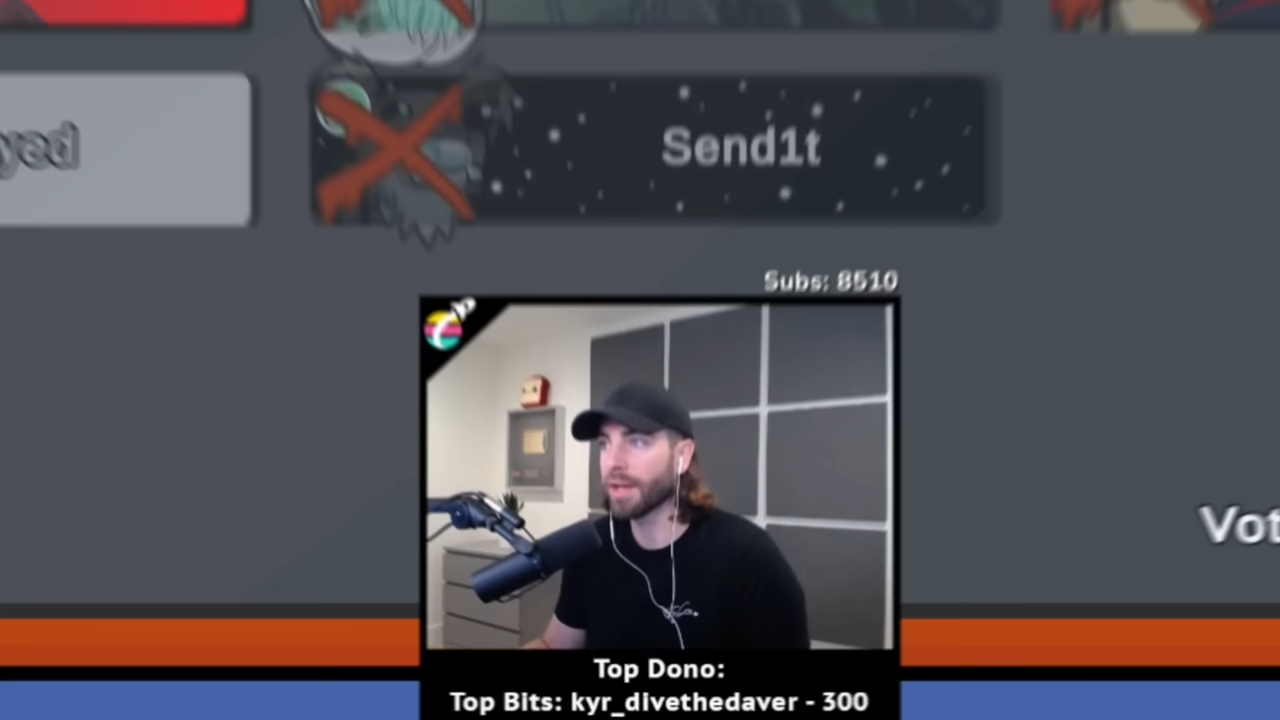 Send1t
Subs: 8510
Top Dono:
Top Bits: kyr_divethedaver - 300